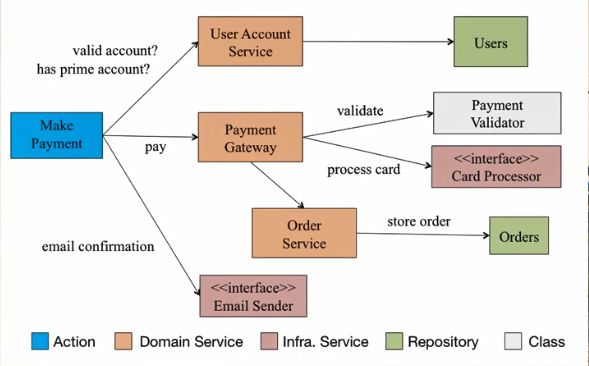 valid account?
has prime account?
User Account
Service
Users
Make
Payment
pay
Payment
Gateway
validate
Payment
Validator
process card
<<interface>>
Card Processor
Order
Service
store order
Orders
email confirmation
<<interface>>
Email Sender
Action
Domain Service
Infra. Service
Repository
Class